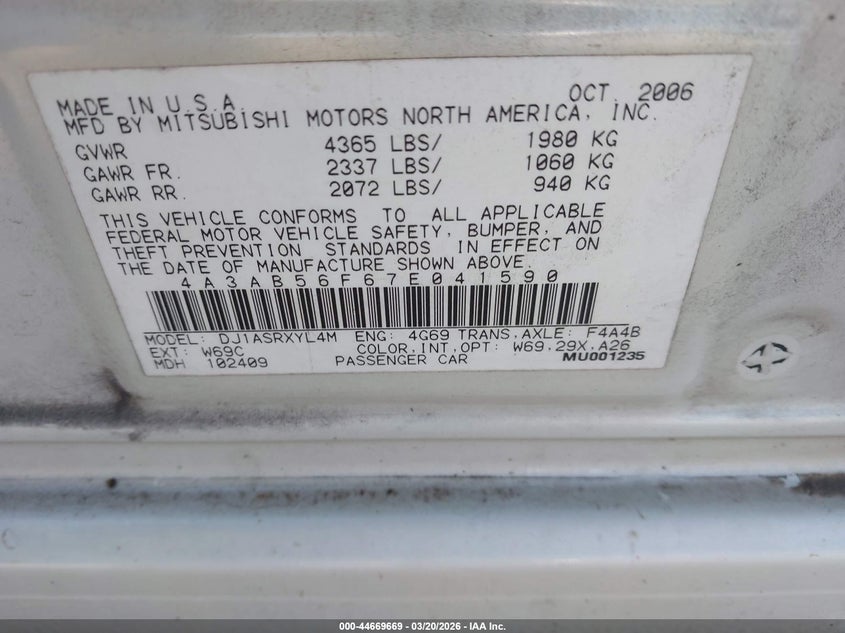 OCT. 2006
MADE IN U.S.A.
MFD BY MITSUBISHI MOTORS NORTH AMERICA, INC.
GVWR 4365 LBS/ 1980 KG
GAWR FR. 2337 LBS/ 1060 KG
GAWR RR. 2072 LBS/ 940 KG
THIS VEHICLE CONFORMS TO ALL APPLICABLE
FEDERAL MOTOR VEHICLE SAFETY, BUMPER, AND
THEFT PREVENTION STANDARDS IN EFFECT ON
THE DATE OF MANUFACTURE SHOWN ABOVE.
4A3AB56F67E041590
MODEL: DJ1ASRXYL4M ENG: 4G69 TRANS,AXLE: F4A4B
EXT: W69C COLOR,INT,OPT: W69,29X,A26
MDH 102409 PASSENGER CAR MU001235
000-44669669 — 03/20/2026 — IAA Inc.